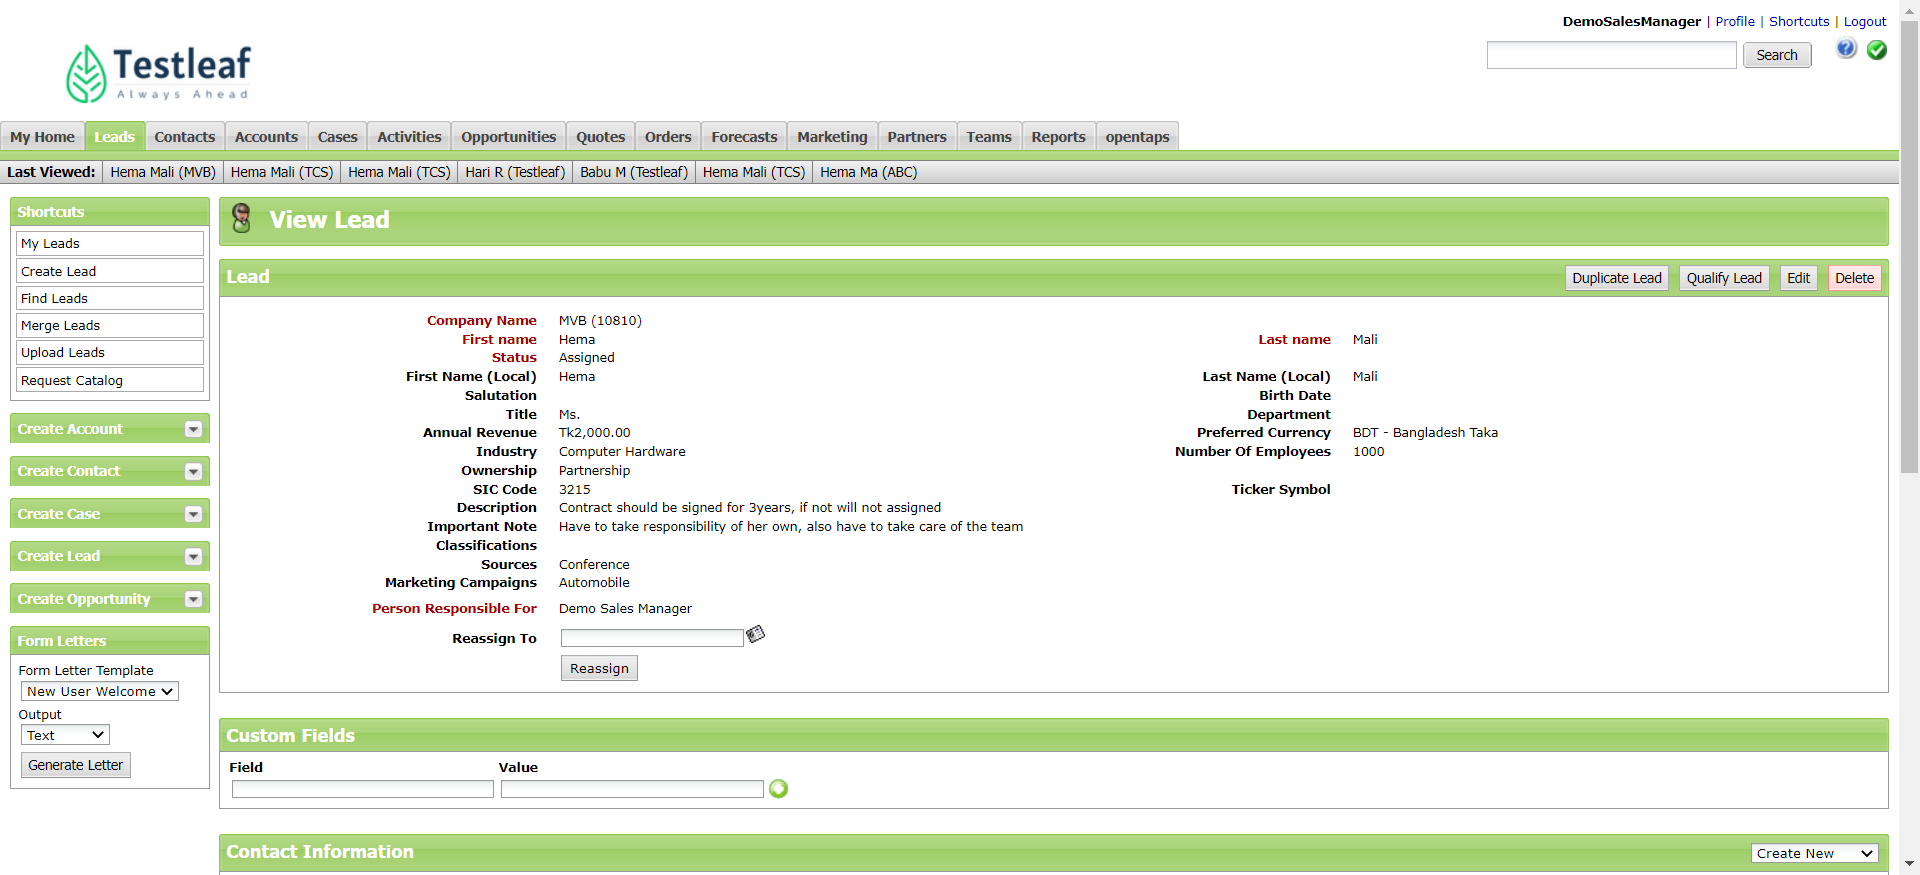 DemoSalesManager | Profile | Shortcuts | Logout
Search
Testleaf
Always Ahead
My Home Leads Contacts Accounts Cases Activities Opportunities Quotes Orders Forecasts Marketing Partners Teams Reports opentaps
Last Viewed: Hema Mali (MVB) Hema Mali (TCS) Hema Mali (TCS) Hari R (Testleaf) Babu M (Testleaf) Hema Mali (TCS) Hema Ma (ABC)
Shortcuts
My Leads
Create Lead
Find Leads
Merge Leads
Upload Leads
Request Catalog
Create Account
Create Contact
Create Case
Create Lead
Create Opportunity
Form Letters
Form Letter Template
New User Welcome
Output
Text
Generate Letter
View Lead
Lead Duplicate Lead Qualify Lead Edit Delete
Company Name MVB (10810)
First name Hema Last name Mali
Status Assigned
First Name (Local) Hema Last Name (Local) Mali
Salutation Birth Date
Title Ms. Department
Annual Revenue Tk2,000.00 Preferred Currency BDT - Bangladesh Taka
Industry Computer Hardware Number Of Employees 1000
Ownership Partnership
SIC Code 3215 Ticker Symbol
Description Contract should be signed for 3years, if not will not assigned
Important Note Have to take responsibility of her own, also have to take care of the team
Classifications
Sources Conference
Marketing Campaigns Automobile
Person Responsible For Demo Sales Manager
Reassign To
Reassign
Custom Fields
Field Value
Contact Information Create New